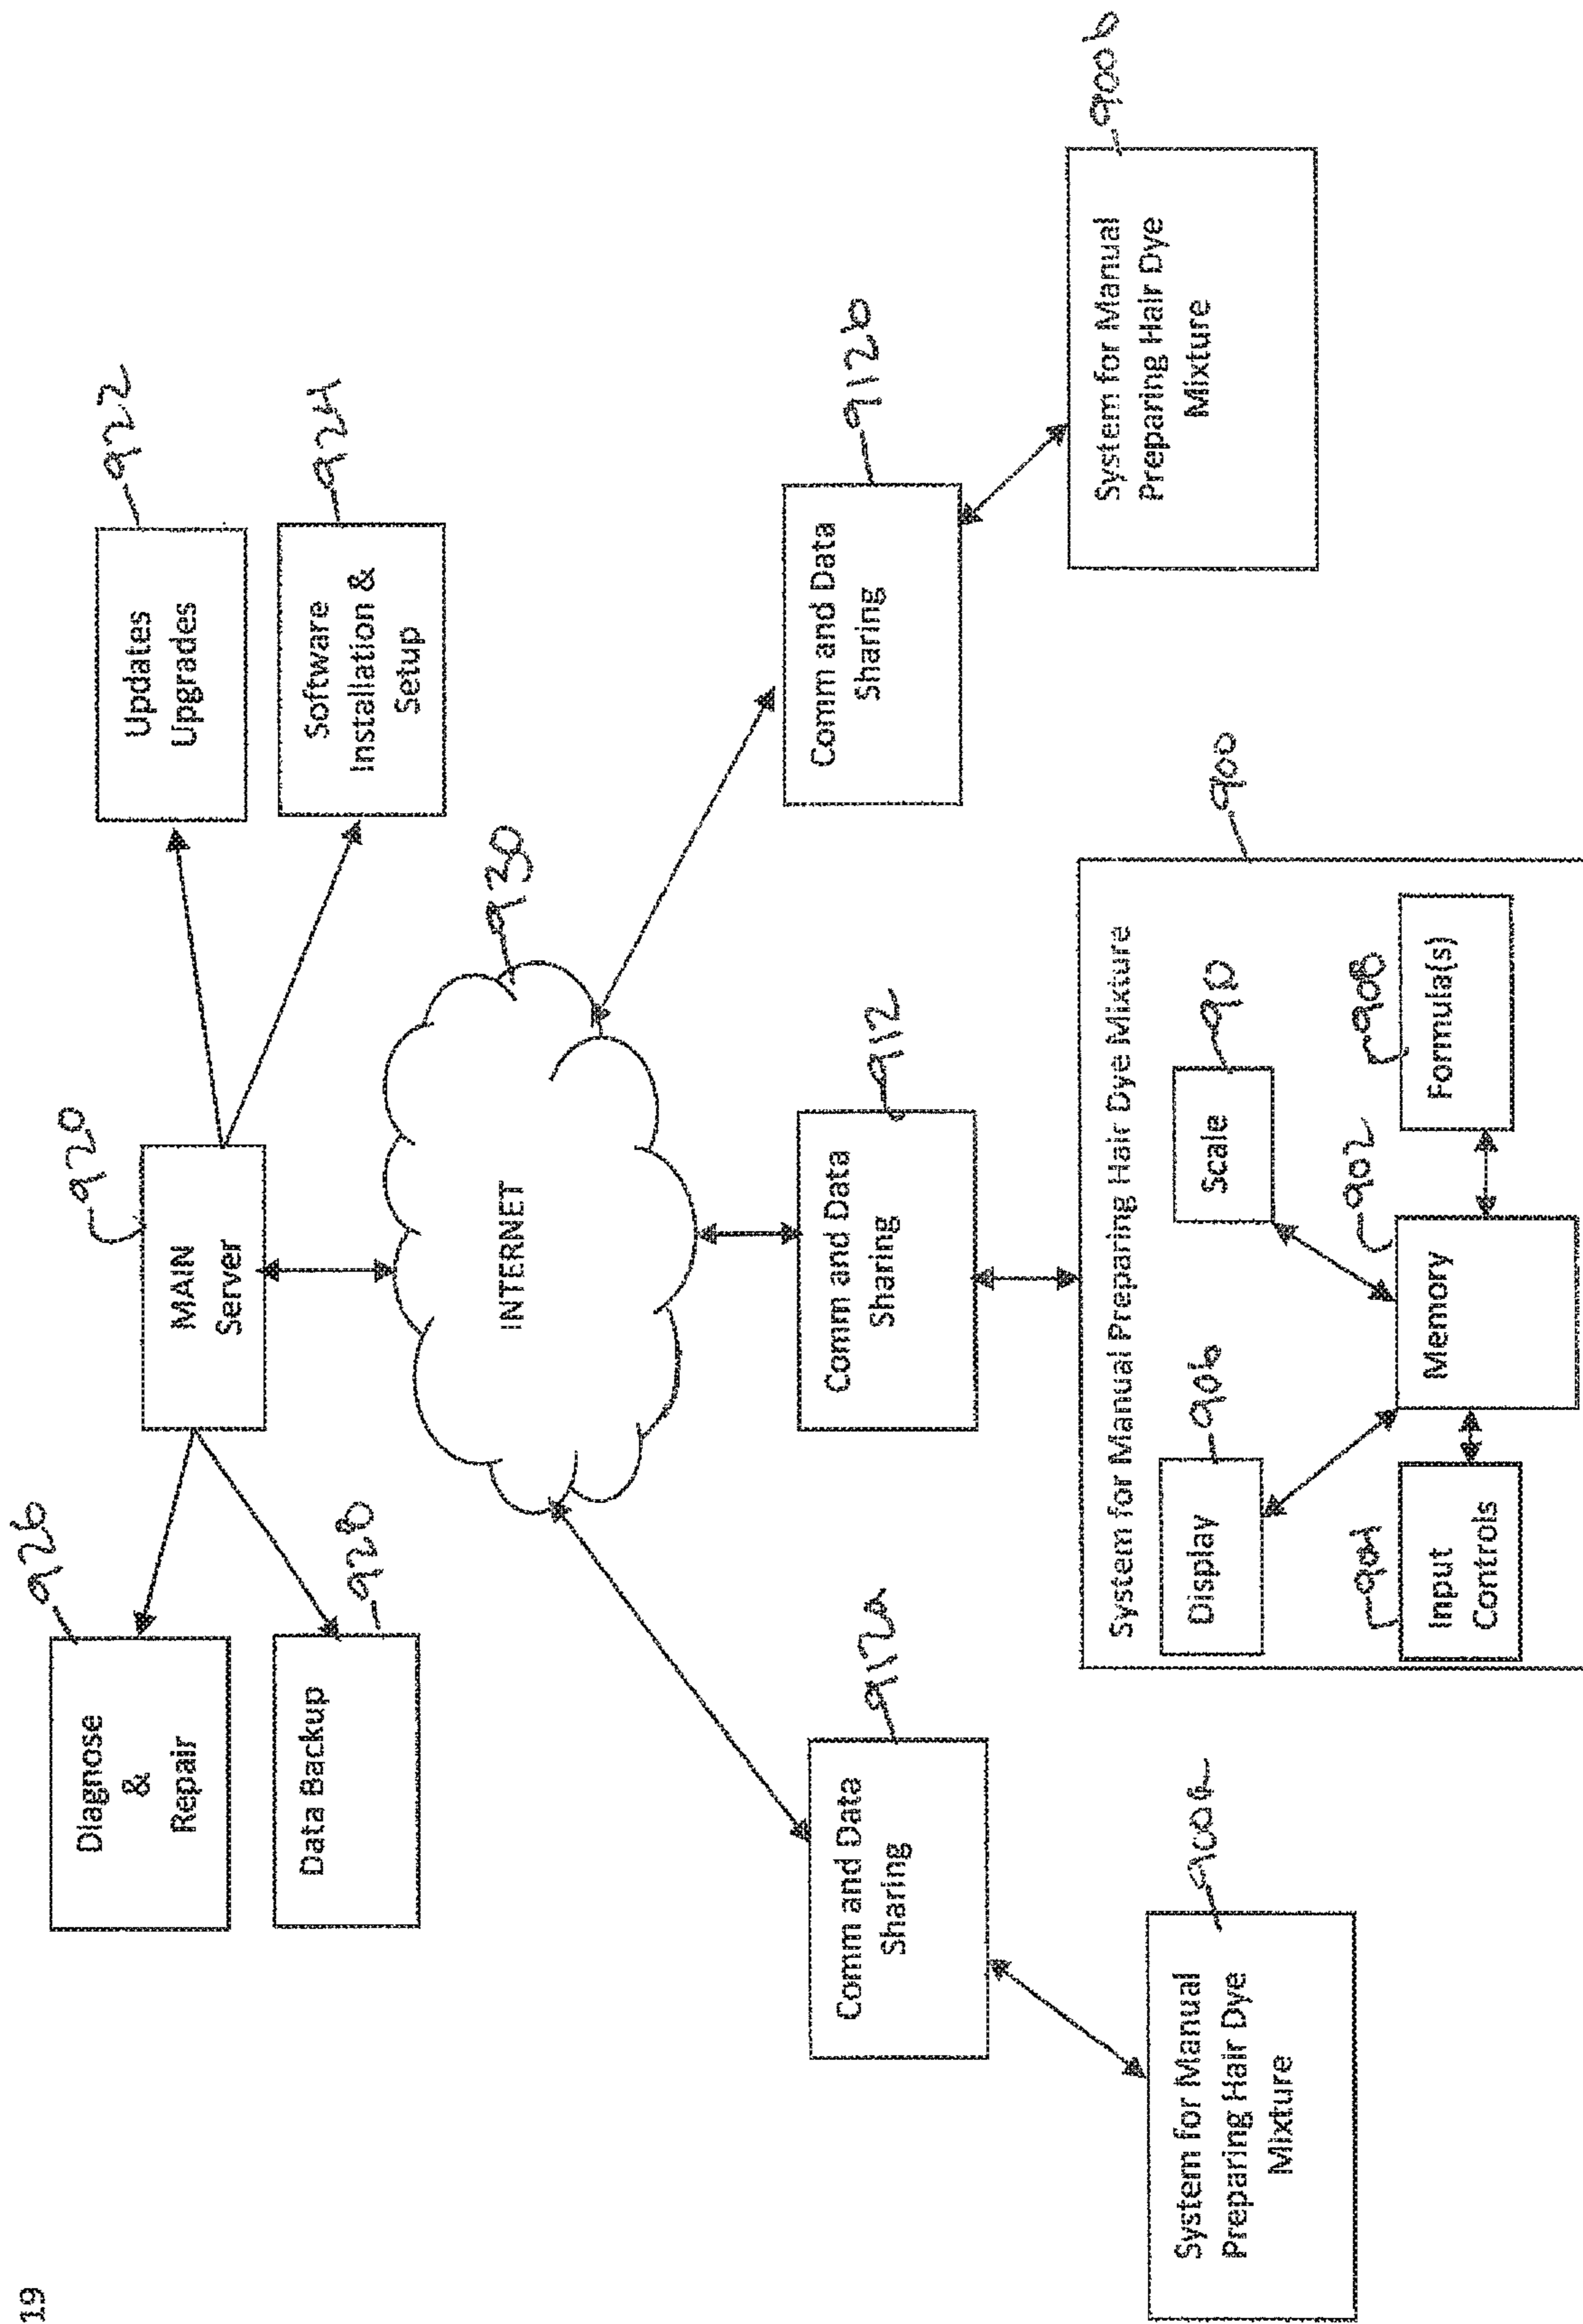 19
926
Diagnose
&
Repair
928
Data Backup
920
MAIN
Server
922
Updates
Upgrades
924
Software
Installation &
Setup
930
INTERNET
912a
Comm and Data
Sharing
912
Comm and Data
Sharing
912b
Comm and Data
Sharing
900a
System for Manual
Preparing Hair Dye
Mixture
900
System for Manual Preparing Hair Dye Mixture
906
Display
910
Scale
904
Input
Controls
902
Memory
908
Formula(s)
900b
System for Manual
Preparing Hair Dye
Mixture